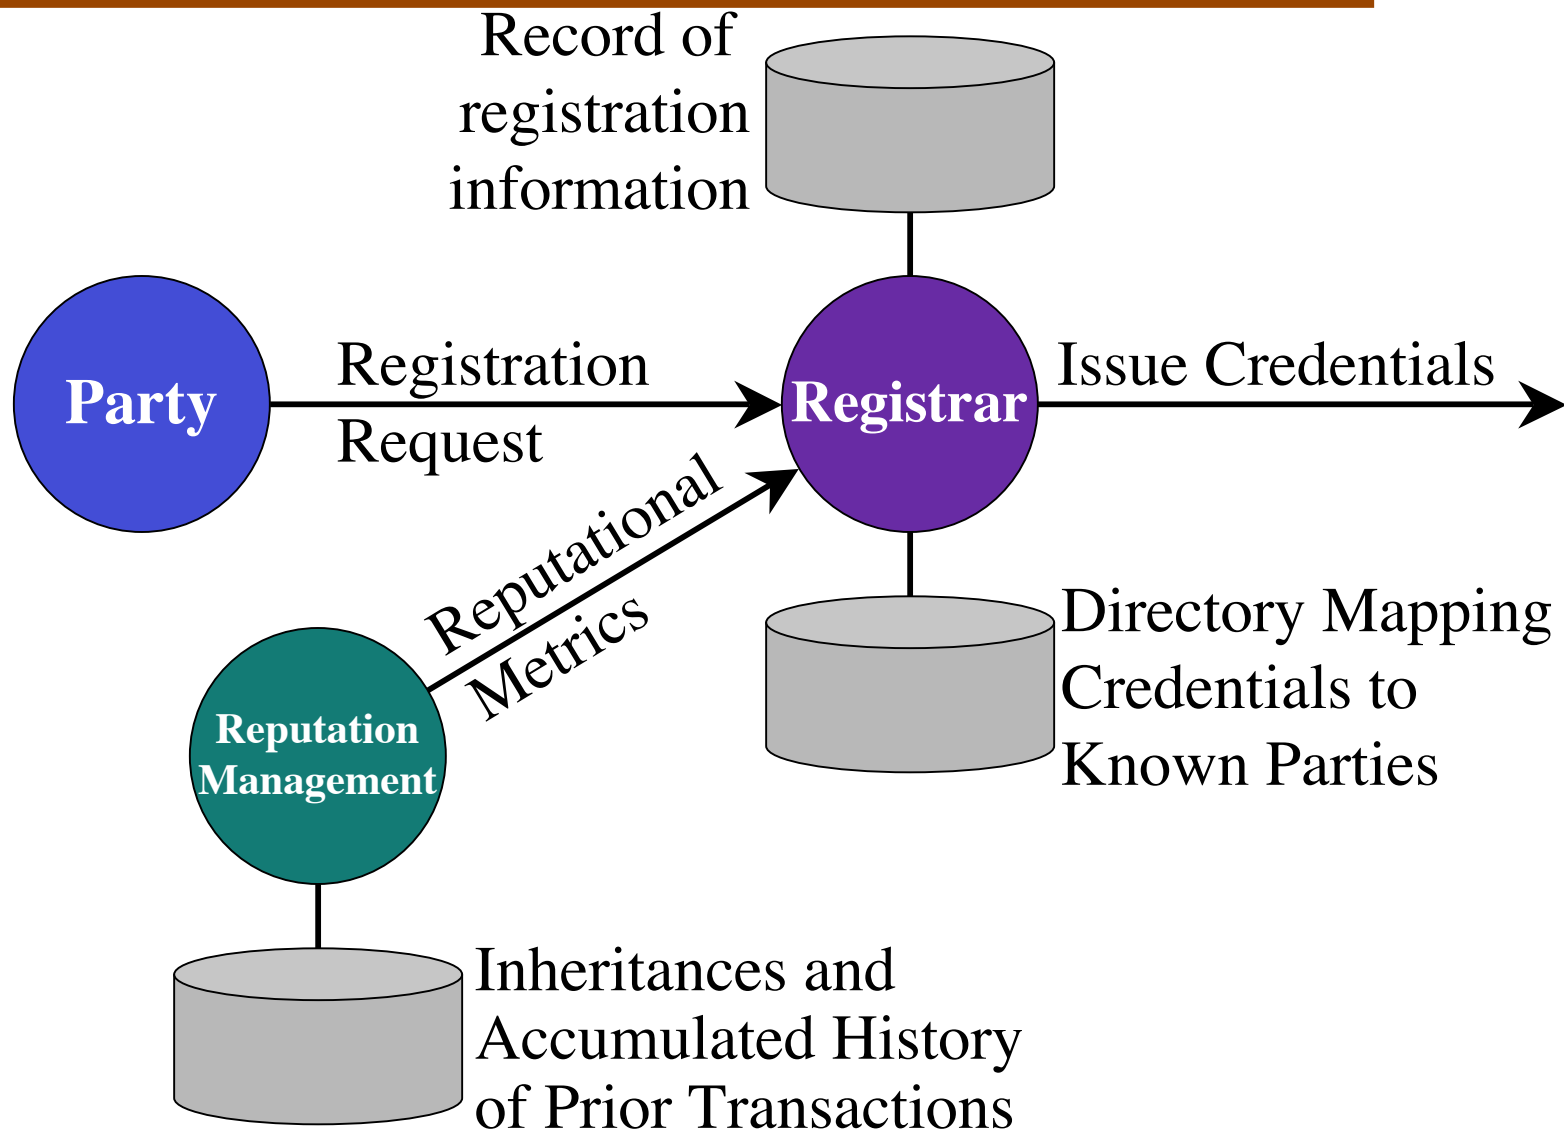 Record of
registration
information
Party
Registration
Request
Registrar
Issue Credentials
Reputational
Metrics
Directory Mapping
Credentials to
Known Parties
Reputation
Management
Inheritances and
Accumulated History
of Prior Transactions